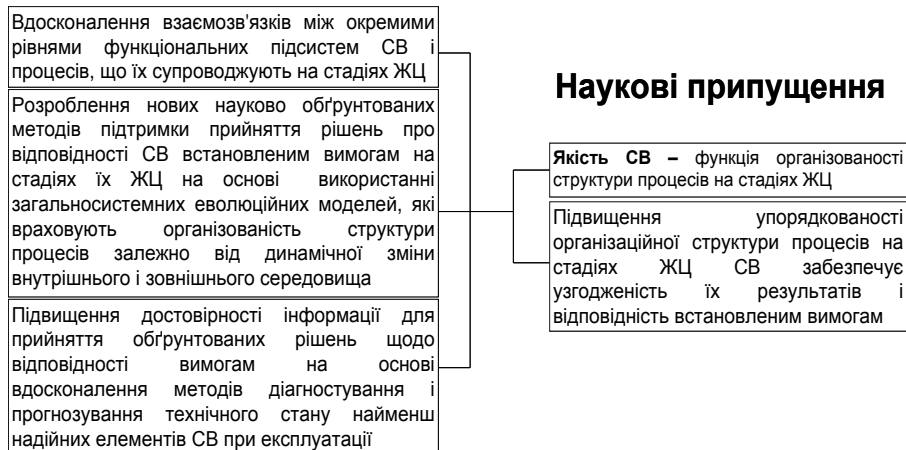 Вдосконалення взаємозв'язків між окремими
рівнями функціональних підсистем СВ і
процесів, що їх супроводжують на стадіях ЖЦ
Розроблення нових науково обґрунтованих
методів підтримки прийняття рішень про
відповідності СВ встановленим вимогам на
стадіях їх ЖЦ на основі використанні
загальносистемних еволюційних моделей, які
враховують організованість структури
процесів залежно від динамічної зміни
внутрішнього і зовнішнього середовища
Підвищення достовірності інформації для
прийняття обґрунтованих рішень щодо
відповідності вимогам на основі
вдосконалення методів діагностування і
прогнозування технічного стану найменш
надійних елементів СВ при експлуатації
Наукові припущення
Якість СВ – функція організованості
структури процесів на стадіях ЖЦ
Підвищення упорядкованості
організаційної структури процесів на
стадіях ЖЦ СВ забезпечує
узгодженість їх результатів і
відповідність встановленим вимогам